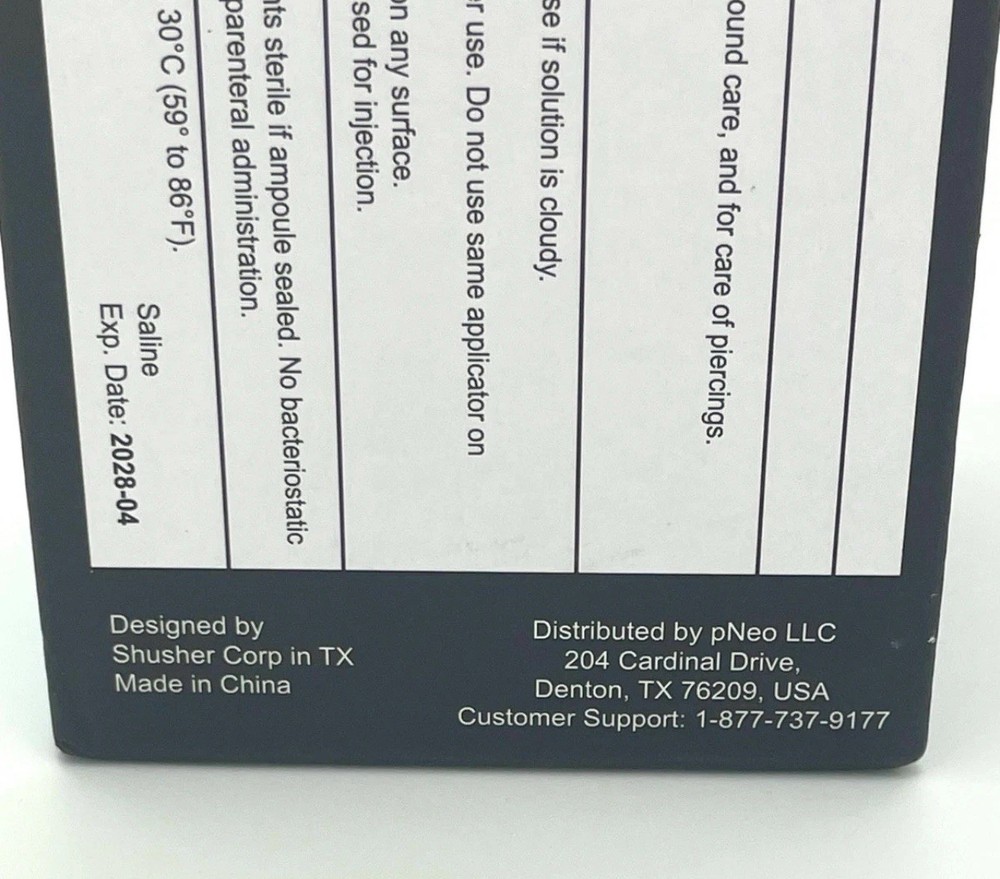 ound care, and for care of piercings.
se if solution is cloudy.
use. Do not use same applicator on
on any surface.
sed for injection.
nts sterile if ampoule sealed. No bacteriostatic
parenteral administration.
30°C (59° to 86°F).
Saline
Exp. Date: 2028-04
Designed by
Shusher Corp in TX
Made in China
Distributed by pNeo LLC
204 Cardinal Drive,
Denton, TX 76209, USA
Customer Support: 1-877-737-9177